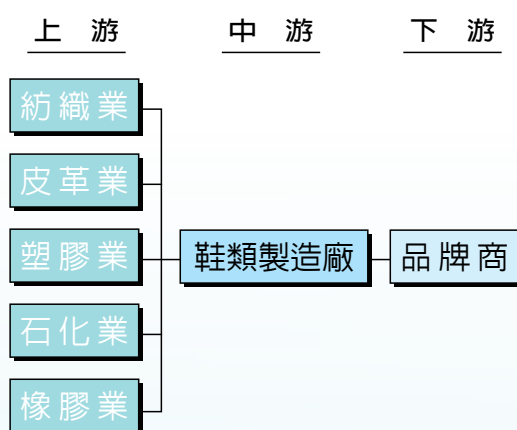 上 游 中 游 下 游
紡織業
皮革業
塑膠業 鞋類製造廠 品牌商
石化業
橡膠業